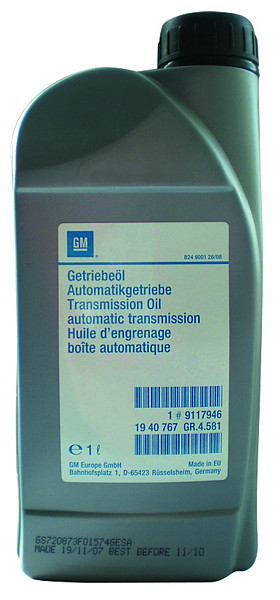 GM
824 9001 26/08
Getriebeöl
Automatikgetriebe
Transmission Oil
automatic transmission
Huile d'engrenage
boîte automatique
1 # 9117946
19 40 767 GR.4.581
e 1 l
GM Europe GmbH
Made in EU
Bahnhofsplatz 1, D-65423 Rüsselsheim, Germany
GS720873F01574GESA
MADE 19/11/07 BEST BEFORE 11/10